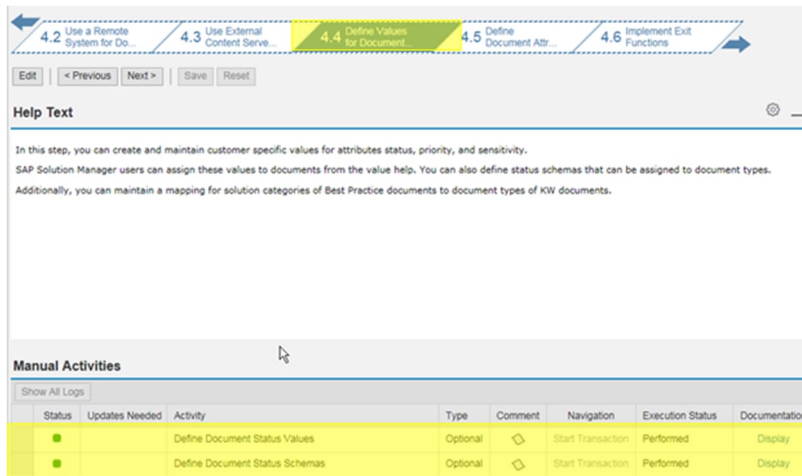 4.2 Use a Remote System for Do...
4.3 Use External Content Serve...
4.4 Define Values for Document...
4.5 Define Document Attr...
4.6 Implement Exit Functions
Edit < Previous Next > Save Reset
Help Text
In this step, you can create and maintain customer specific values for attributes status, priority, and sensitivity.
SAP Solution Manager users can assign these values to documents from the value help. You can also define status schemas that can be assigned to document types.
Additionally, you can maintain a mapping for solution categories of Best Practice documents to document types of KW documents.
Manual Activities
Show All Logs
Status Updates Needed Activity Type Comment Navigation Execution Status Documentation
Define Document Status Values Optional Start Transaction Performed Display
Define Document Status Schemas Optional Start Transaction Performed Display